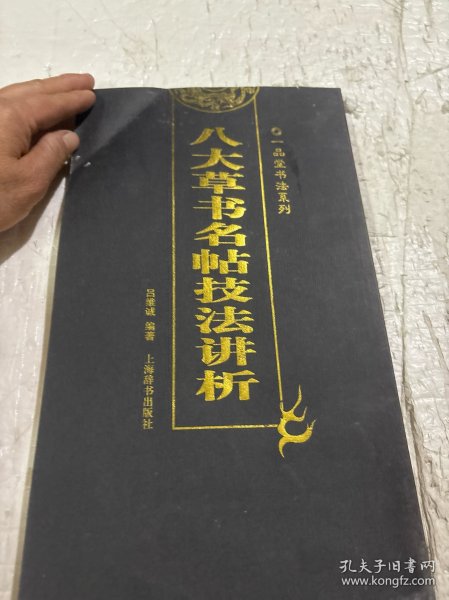 一品堂书法系列
八大草书名帖技法讲析
吕维诚 编著 上海辞书出版社
孔夫子旧书网
www.kongfz.com